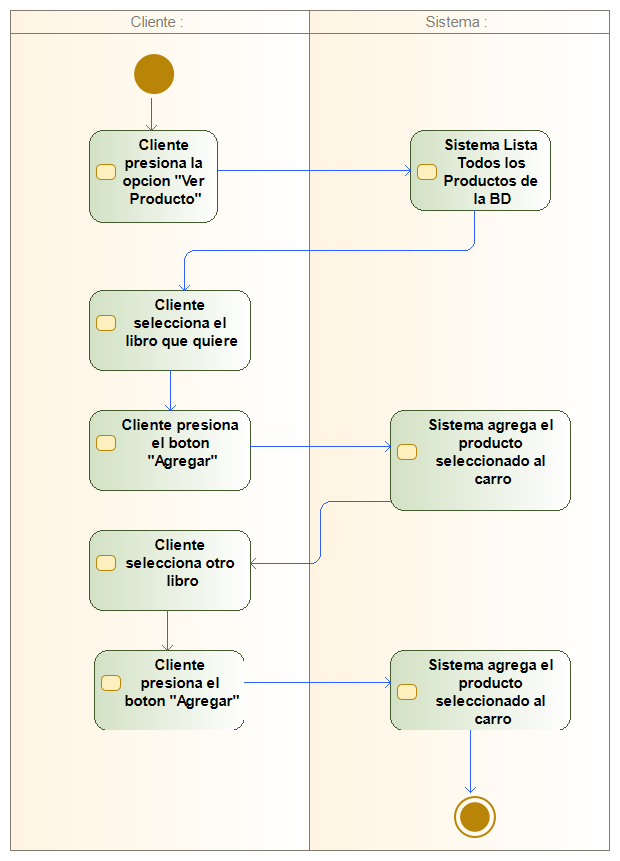 Cliente :
Sistema :
Cliente
presiona la
opcion "Ver
Producto"
Sistema Lista
Todos los
Productos de
la BD
Cliente
selecciona el
libro que quiere
Cliente presiona
el boton
"Agregar"
Sistema agrega el
producto
seleccionado al
carro
Cliente
selecciona otro
libro
Cliente
presiona el
boton "Agregar"
Sistema agrega el
producto
seleccionado al
carro